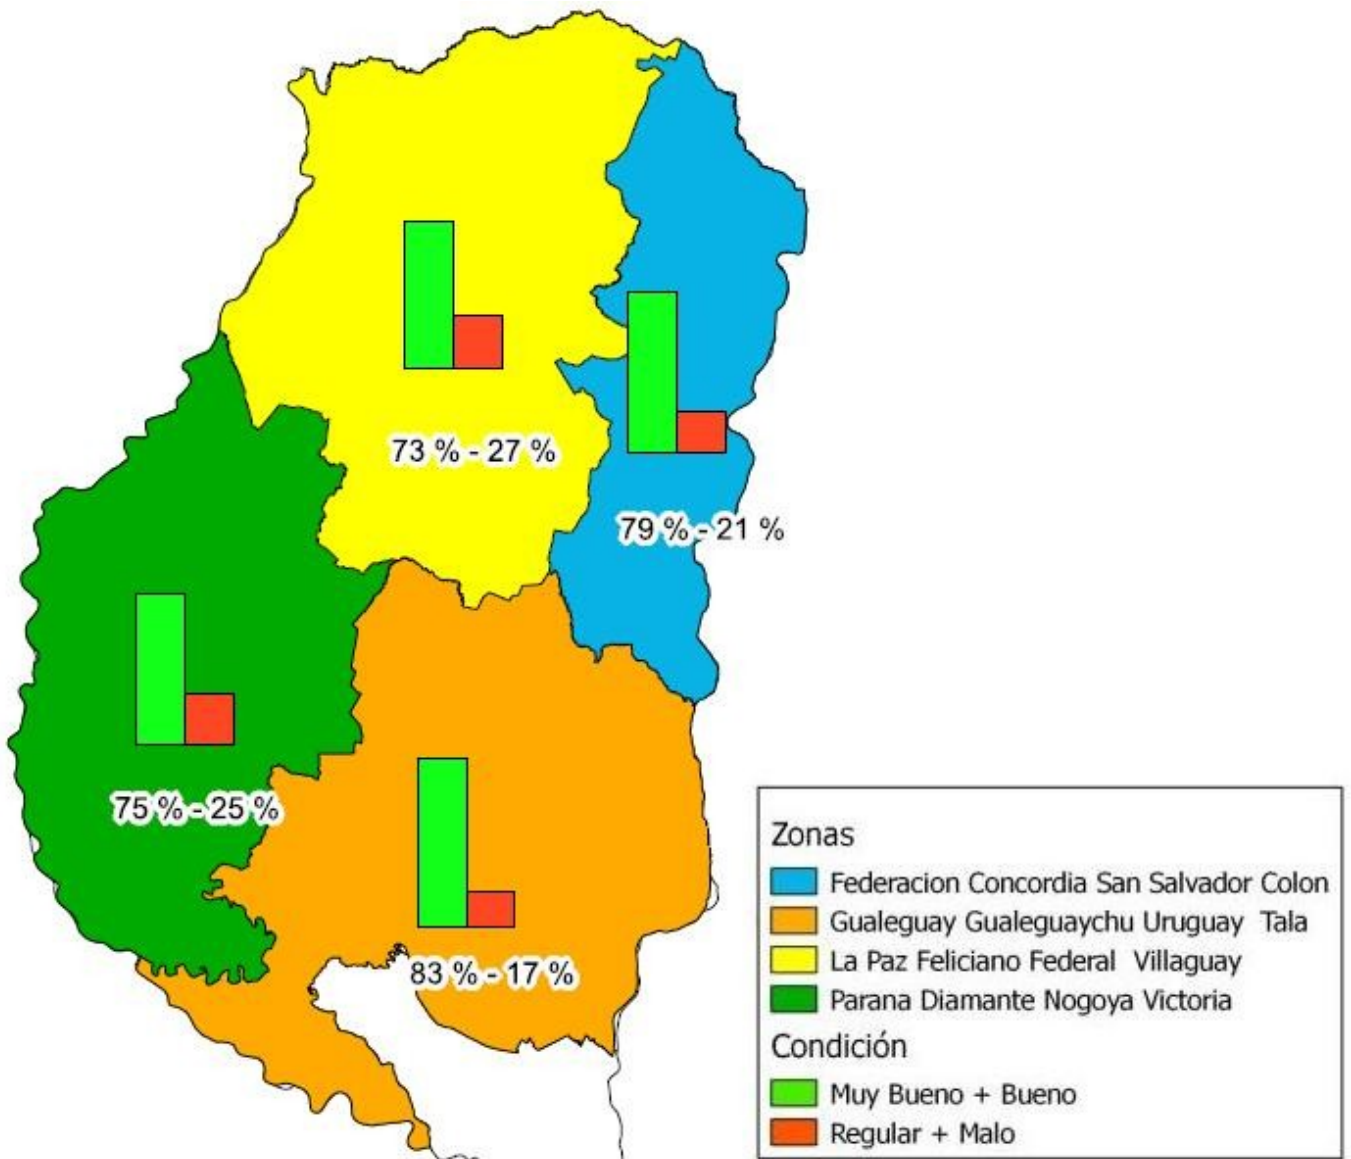 73 % - 27 %
79 % - 21 %
75 % - 25 %
83 % - 17 %
Zonas
Federacion Concordia San Salvador Colon
Gualeguay Gualeguaychu Uruguay Tala
La Paz Feliciano Federal Villaguay
Parana Diamante Nogoya Victoria
Condición
Muy Bueno + Bueno
Regular + Malo